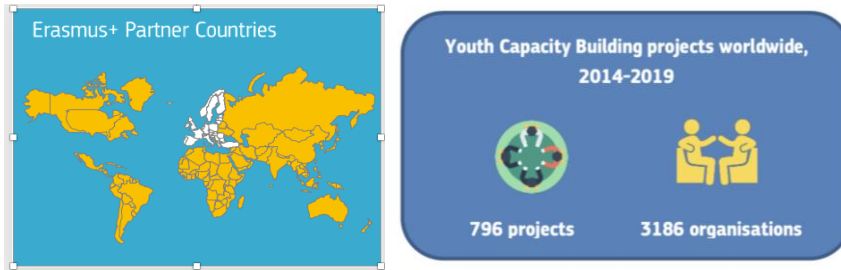 Erasmus+ Partner Countries
Youth Capacity Building projects worldwide,
2014-2019
796 projects
3186 organisations